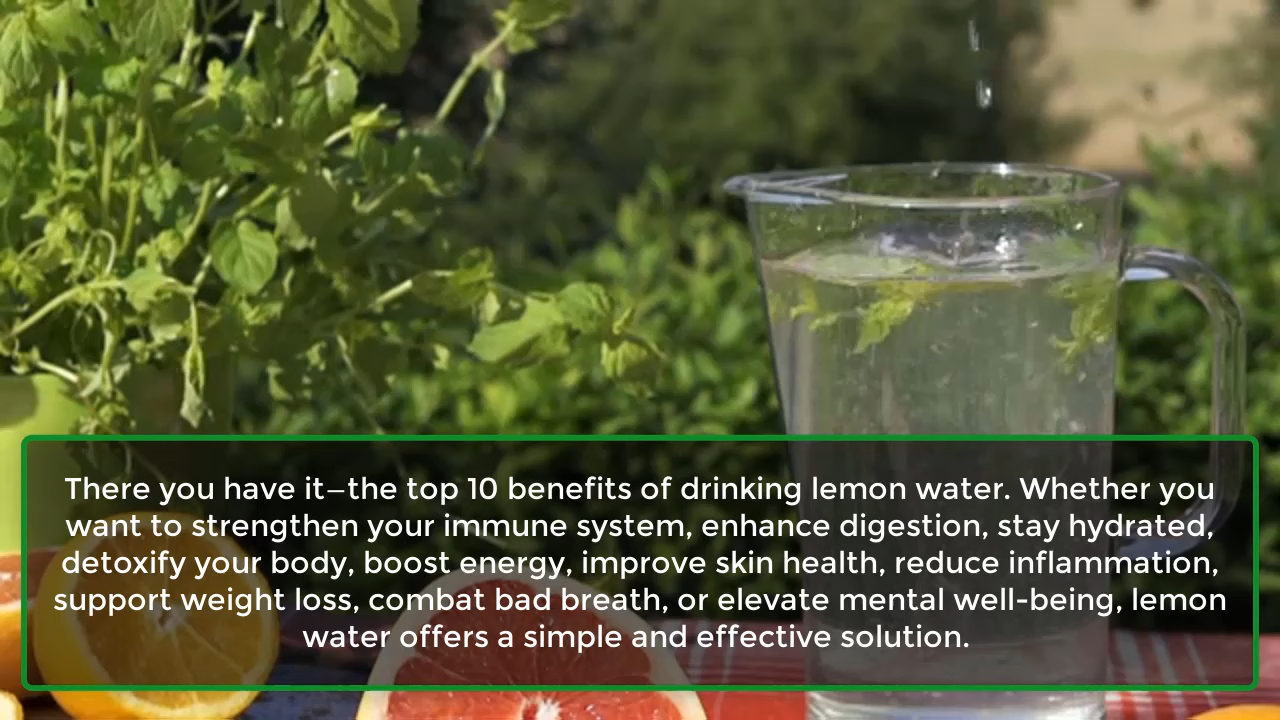 There you have it—the top 10 benefits of drinking lemon water. Whether you
want to strengthen your immune system, enhance digestion, stay hydrated,
detoxify your body, boost energy, improve skin health, reduce inflammation,
support weight loss, combat bad breath, or elevate mental well-being, lemon
water offers a simple and effective solution.